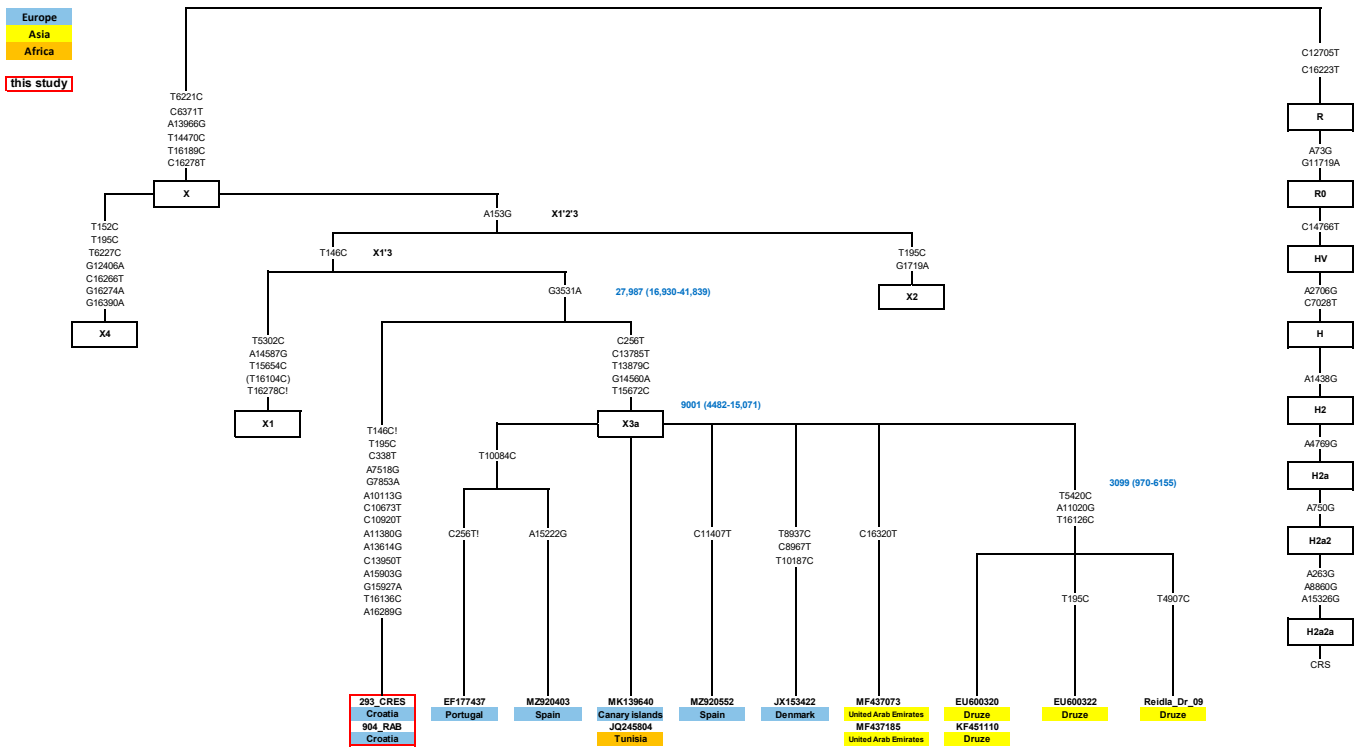 Europe
Asia
Africa
this study
C12705T
C16223T
T6221C
C6371T
A13966G
T14470C
T16189C
C16278T
R
A73G
G11719A
X
R0
A153G X1'2'3
T152C
T195C
T6227C
G12406A
C16266T
G16274A
G16390A
C14766T
T146C X1'3
T195C
G1719A
HV
G3531A 27,987 (16,930-41,839)
X2
A2706G
C7028T
X4
H
T5302C
A14587G
T15654C
(T16104C)
T16278C!
C256T
C13785T
T13879C
G14560A
T15672C
A1438G
9001 (4482-15,071)
X1
X3a
H2
T146C!
T195C
C338T
A7518G
G7853A
A10113G
C10673T
C10920T
A11380G
A13614G
C13950T
A15903G
G15927A
T16136C
A16289G
T10084C
A4769G
3099 (970-6155)
H2a
T5420C
A11020G
T16126C
A750G
C256T!
A15222G
C11407T
T8937C
C8967T
T10187C
C16320T
H2a2
A263G
A8860G
A15326G
T195C
T4907C
H2a2a
CRS
293_CRES
Croatia
904_RAB
Croatia
EF177437
Portugal
MZ920403
Spain
MK139640
Canary islands
JQ245804
Tunisia
MZ920552
Spain
JX153422
Denmark
MF437073
United Arab Emirates
MF437185
United Arab Emirates
EU600320
Druze
KF451110
Druze
EU600322
Druze
Reidla_Dr_09
Druze